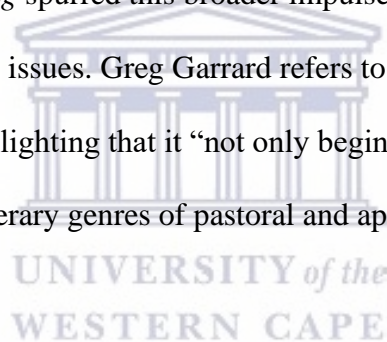 spurred this broader impulse
issues. Greg Garrard refers to
lighting that it “not only begin
erary genres of pastoral and ap
UNIVERSITY of the
WESTERN CAPE